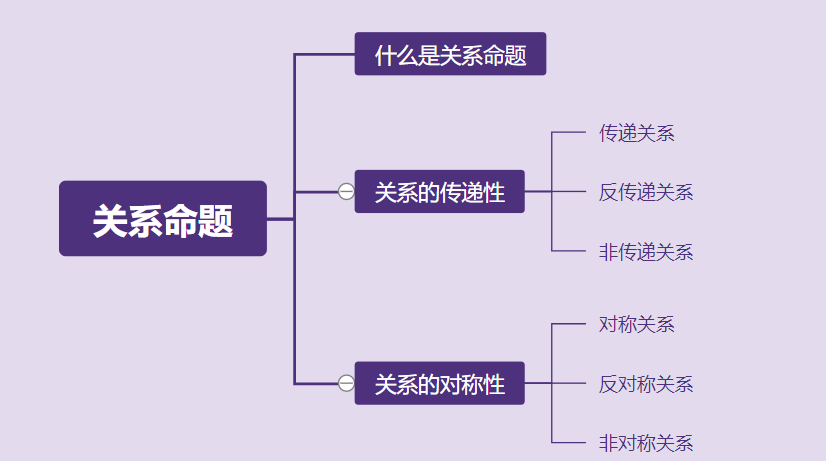 关系命题
什么是关系命题
关系的传递性
传递关系
反传递关系
非传递关系
关系的对称性
对称关系
反对称关系
非对称关系